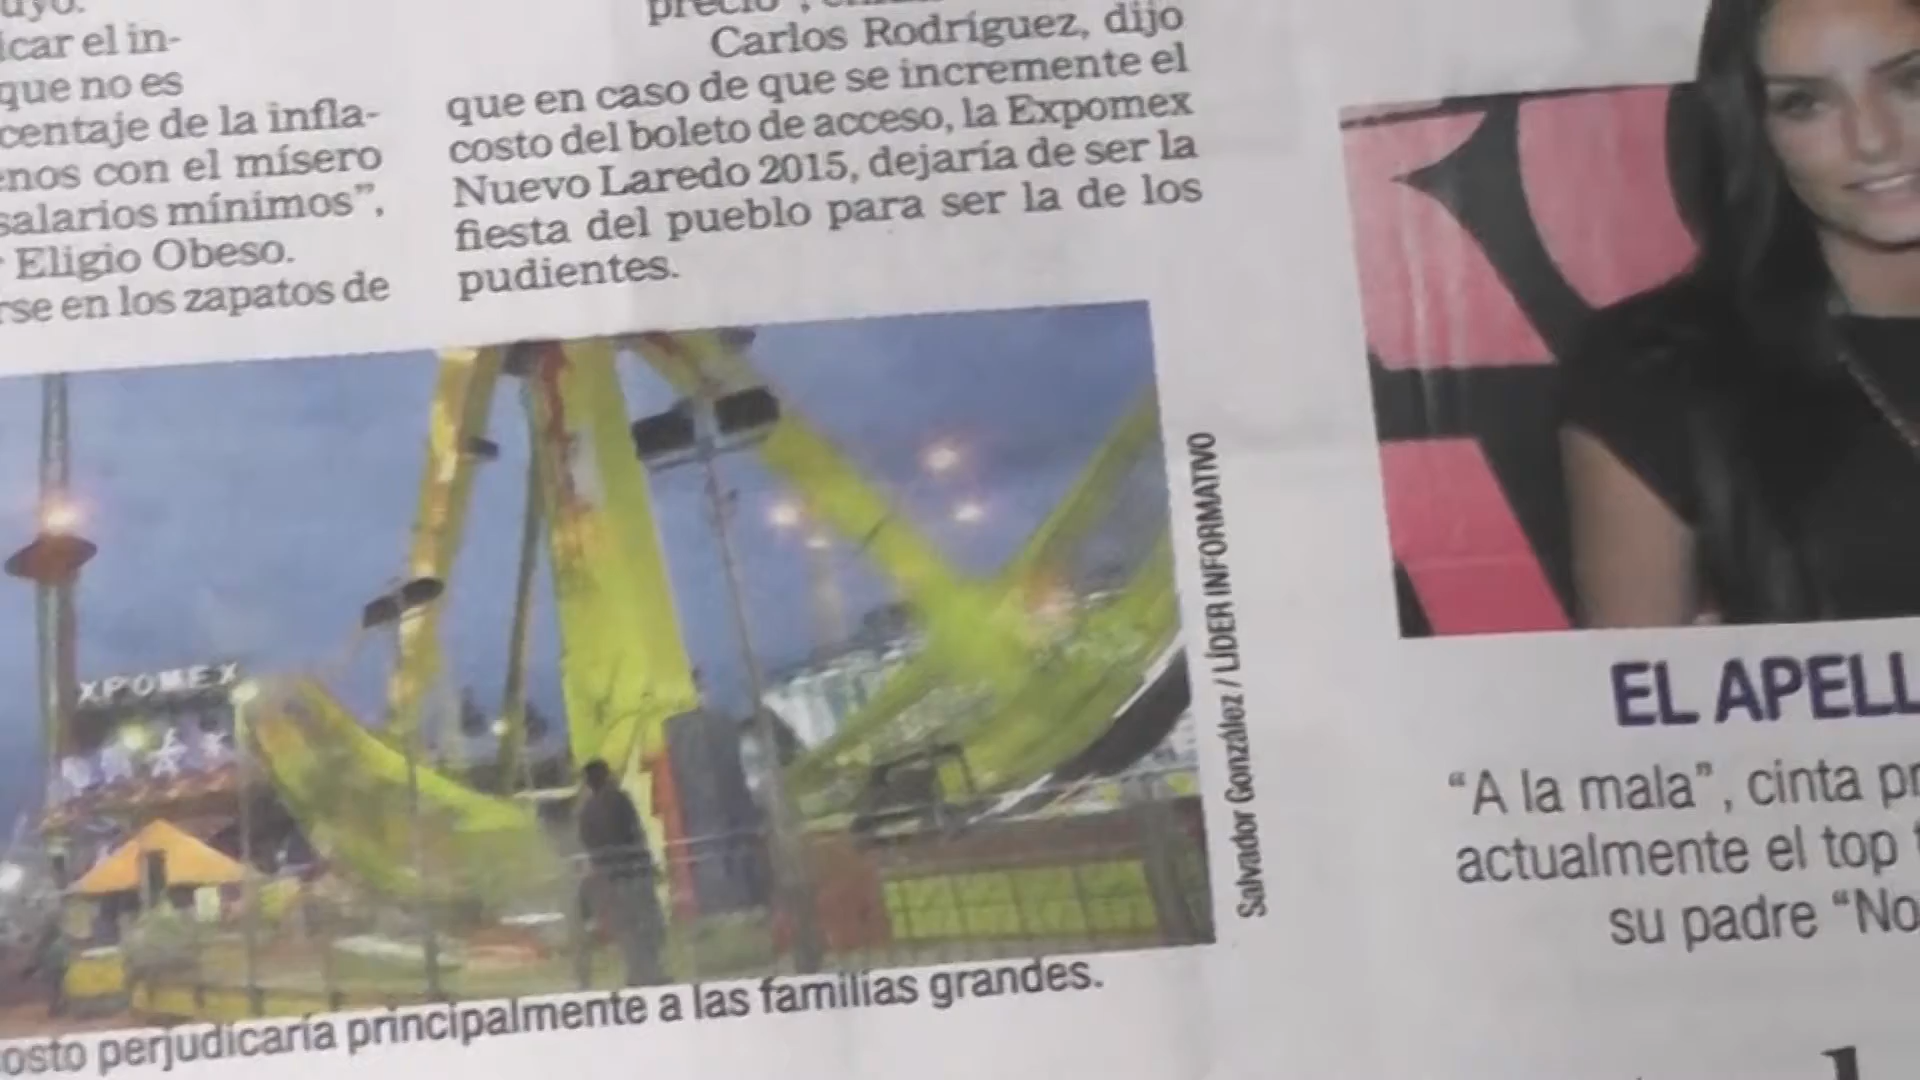 uyo.
icar el in-
que no es
centaje de la infla-
enos con el mísero
salarios mínimos",
r Eligio Obeso.
rse en los zapatos de
precio",
Carlos Rodríguez, dijo
que en caso de que se incremente el
costo del boleto de acceso, la Expomex
Nuevo Laredo 2015, dejaría de ser la
fiesta del pueblo para ser la de los
pudientes.
XPOMEX
Salvador González / LÍDER INFORMATIVO
osto perjudicaría principalmente a las familias grandes.
EL APELL
“A la mala”, cinta pr
actualmente el top
su padre “No